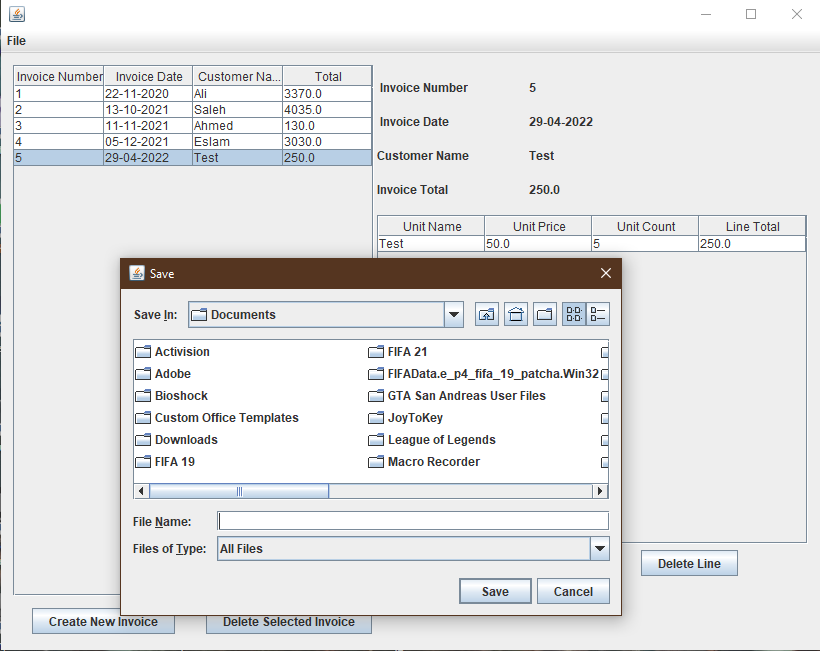 File
Invoice Number Invoice Date Customer Na... Total
1 22-11-2020 Ali 3370.0
2 13-10-2021 Saleh 4035.0
3 11-11-2021 Ahmed 130.0
4 05-12-2021 Eslam 3030.0
5 29-04-2022 Test 250.0
Invoice Number 5
Invoice Date 29-04-2022
Customer Name Test
Invoice Total 250.0
Unit Name Unit Price Unit Count Line Total
Test 50.0 5 250.0
Save
Save In: Documents
Activision
Adobe
Bioshock
Custom Office Templates
Downloads
FIFA 19
FIFA 21
FIFAData.e_p4_fifa_19_patcha.Win32
GTA San Andreas User Files
JoyToKey
League of Legends
Macro Recorder
File Name:
Files of Type: All Files
Save Cancel
Delete Line
Create New Invoice Delete Selected Invoice